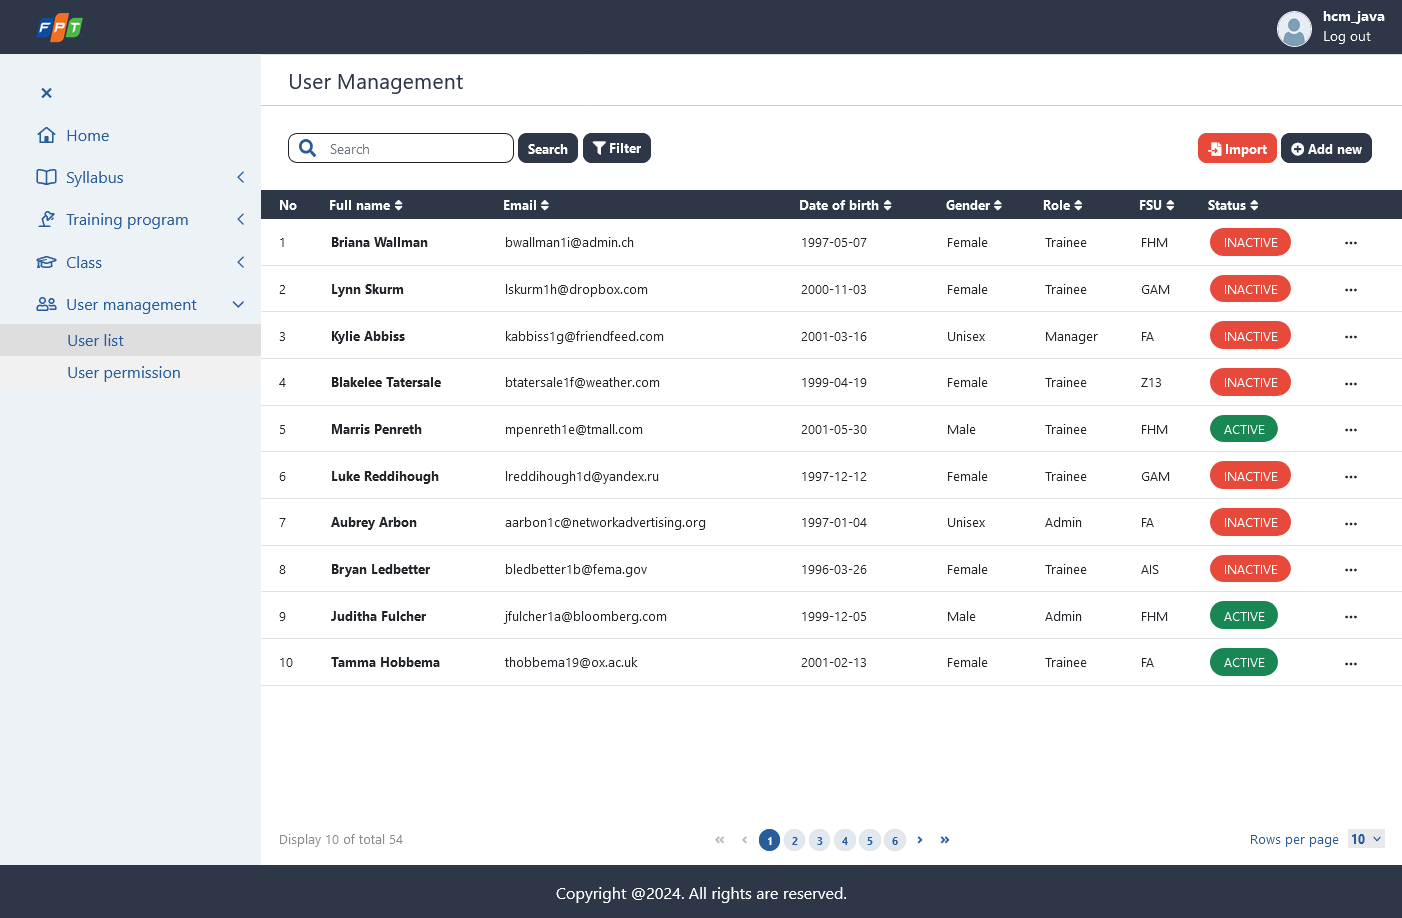 FPT
hcm_java
Log out
User Management
Home
Syllabus
Training program
Class
User management
User list
User permission
Search Search Filter Import Add new
No Full name Email Date of birth Gender Role FSU Status
1 Briana Wallman bwallman1i@admin.ch 1997-05-07 Female Trainee FHM INACTIVE ...
2 Lynn Skurm lskurm1h@dropbox.com 2000-11-03 Female Trainee GAM INACTIVE ...
3 Kylie Abbiss kabbiss1g@friendfeed.com 2001-03-16 Unisex Manager FA INACTIVE ...
4 Blakelee Tatersale btatersale1f@weather.com 1999-04-19 Female Trainee Z13 INACTIVE ...
5 Marris Penreth mpenreth1e@tmall.com 2001-05-30 Male Trainee FHM ACTIVE ...
6 Luke Reddihough lreddihough1d@yandex.ru 1997-12-12 Female Trainee GAM INACTIVE ...
7 Aubrey Arbon aarbon1c@networkadvertising.org 1997-01-04 Unisex Admin FA INACTIVE ...
8 Bryan Ledbetter bledbetter1b@fema.gov 1996-03-26 Female Trainee AIS INACTIVE ...
9 Juditha Fulcher jfulcher1a@bloomberg.com 1999-12-05 Male Admin FHM ACTIVE ...
10 Tamma Hobbema thobbema19@ox.ac.uk 2001-02-13 Female Trainee FA ACTIVE ...
Display 10 of total 54 « ‹ 1 2 3 4 5 6 › » Rows per page 10
Copyright @2024. All rights are reserved.